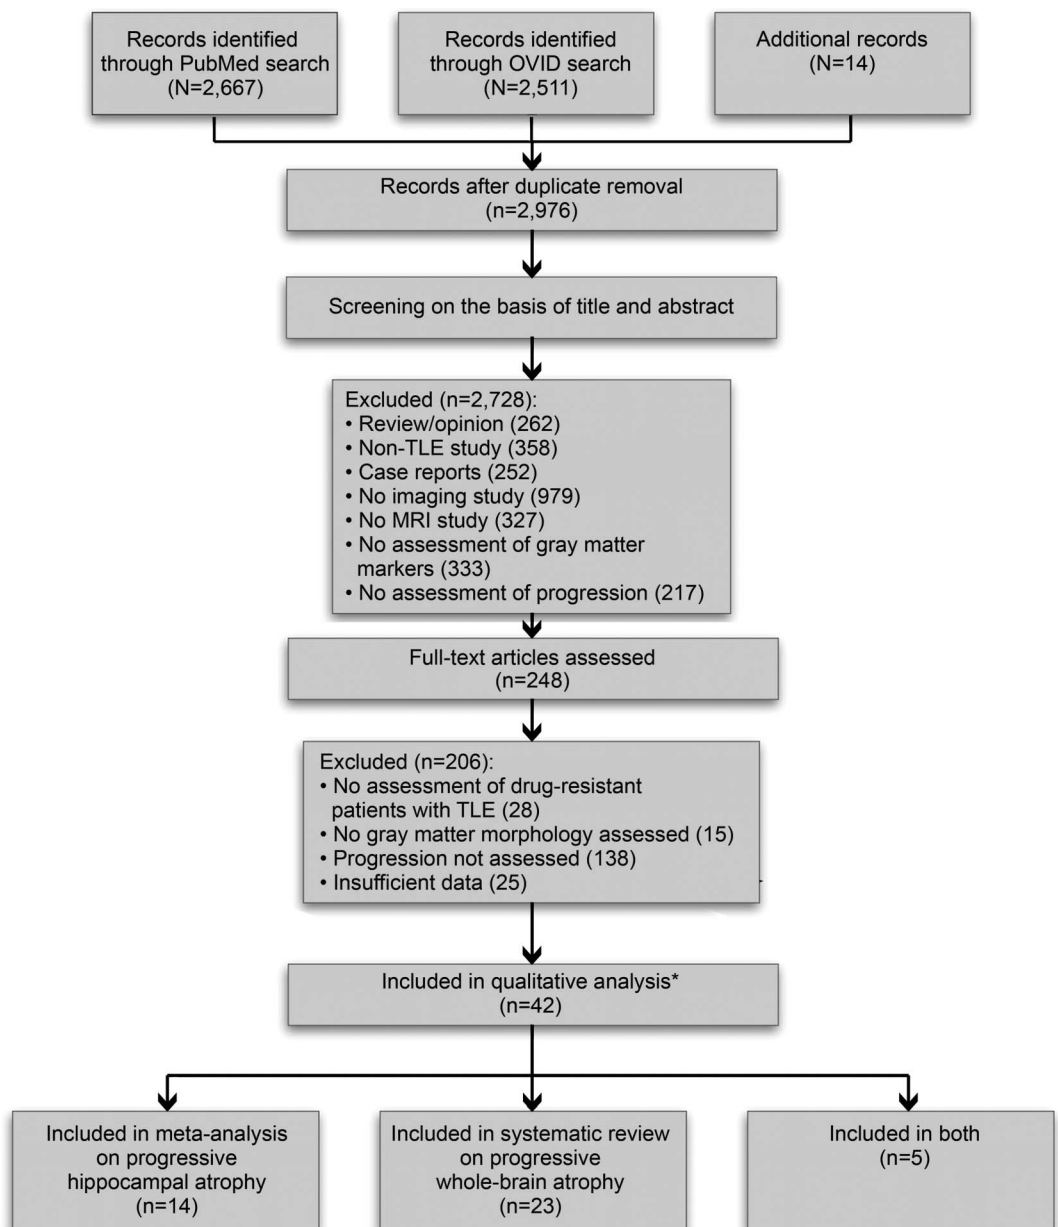 Records identified
through PubMed search
(N=2,667)
Records identified
through OVID search
(N=2,511)
Additional records
(N=14)
Records after duplicate removal
(n=2,976)
Screening on the basis of title and abstract
Excluded (n=2,728):
• Review/opinion (262)
• Non-TLE study (358)
• Case reports (252)
• No imaging study (979)
• No MRI study (327)
• No assessment of gray matter
markers (333)
• No assessment of progression (217)
Full-text articles assessed
(n=248)
Excluded (n=206):
• No assessment of drug-resistant
patients with TLE (28)
• No gray matter morphology assessed (15)
• Progression not assessed (138)
• Insufficient data (25)
Included in qualitative analysis*
(n=42)
Included in meta-analysis
on progressive
hippocampal atrophy
(n=14)
Included in systematic review
on progressive
whole-brain atrophy
(n=23)
Included in both
(n=5)